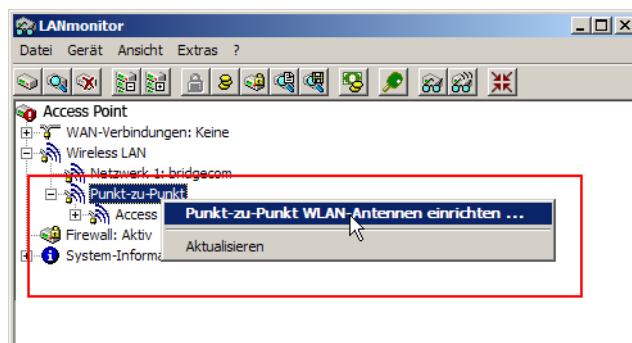 LANmonitor
Datei Gerät Ansicht Extras ?
Access Point
WAN-Verbindungen: Keine
Wireless LAN
Netzwerk 1: bridgecom
Punkt-zu-Punkt
Access
Punkt-zu-Punkt WLAN-Antennen einrichten ...
Firewall: Aktiv
Aktualisieren
System-Informa